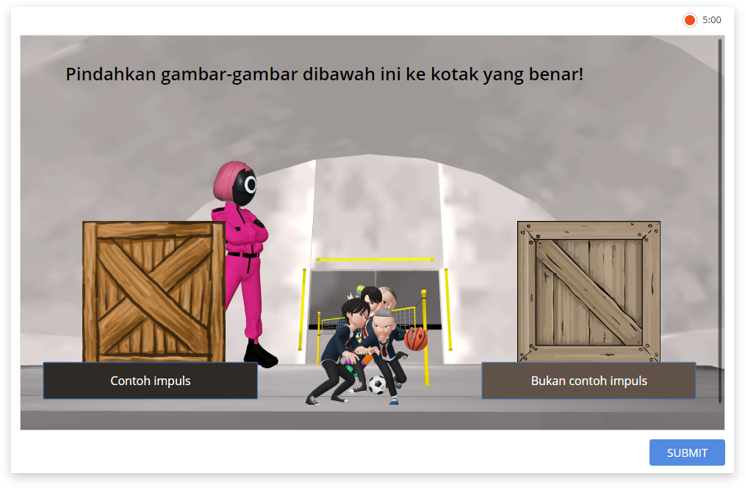 5:00
Pindahkan gambar-gambar dibawah ini ke kotak yang benar!
Contoh impuls
Bukan contoh impuls
SUBMIT